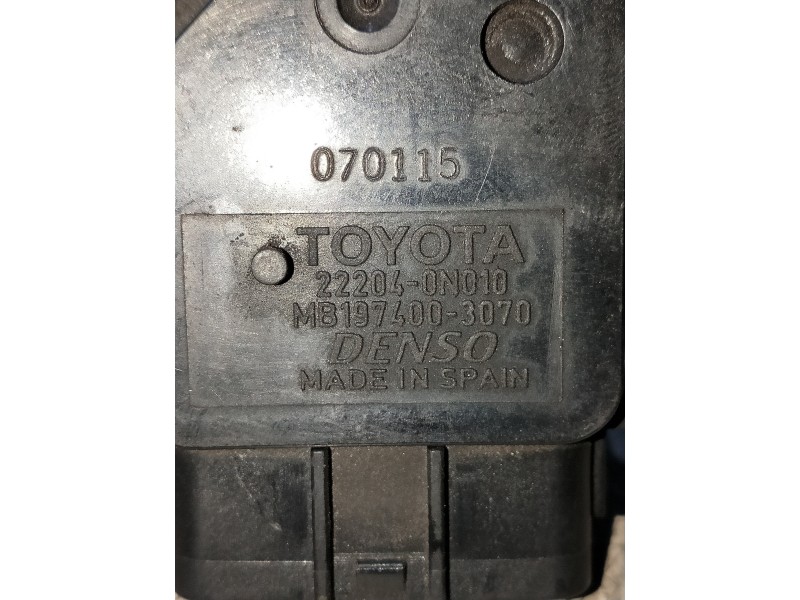 070115
TOYOTA
22204-0N010
MB197400-3070
DENSO
MADE IN SPAIN